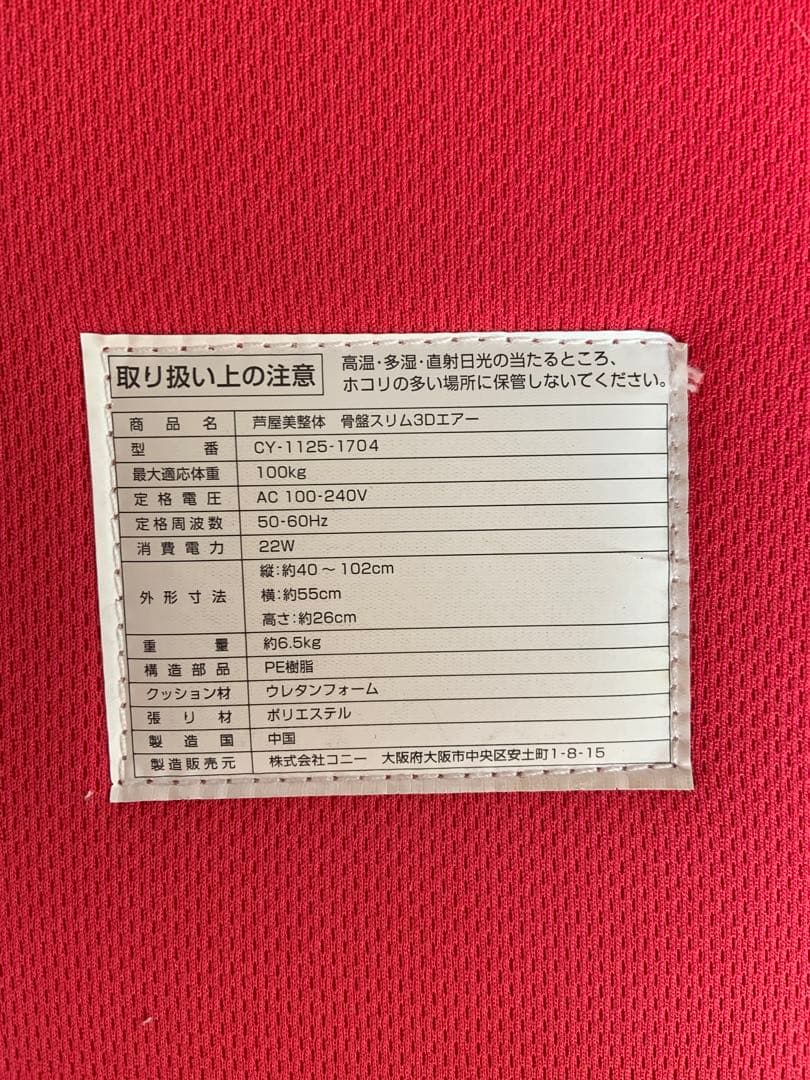 取り扱い上の注意
高温・多湿・直射日光の当たるところ、
ホコリの多い場所に保管しないでください。
商品名 芦屋美整体 骨盤スリム3Dエアー
型番 CY-1125-1704
最大適応体重 100kg
定格電圧 AC 100-240V
定格周波数 50-60Hz
消費電力 22W
外形寸法 縦:約40～102cm
横:約55cm
高さ:約26cm
重量 約6.5kg
構造部品 PE樹脂
クッション材 ウレタンフォーム
張り材 ポリエステル
製造国 中国
製造販売元 株式会社コニー 大阪府大阪市中央区安土町1-8-15